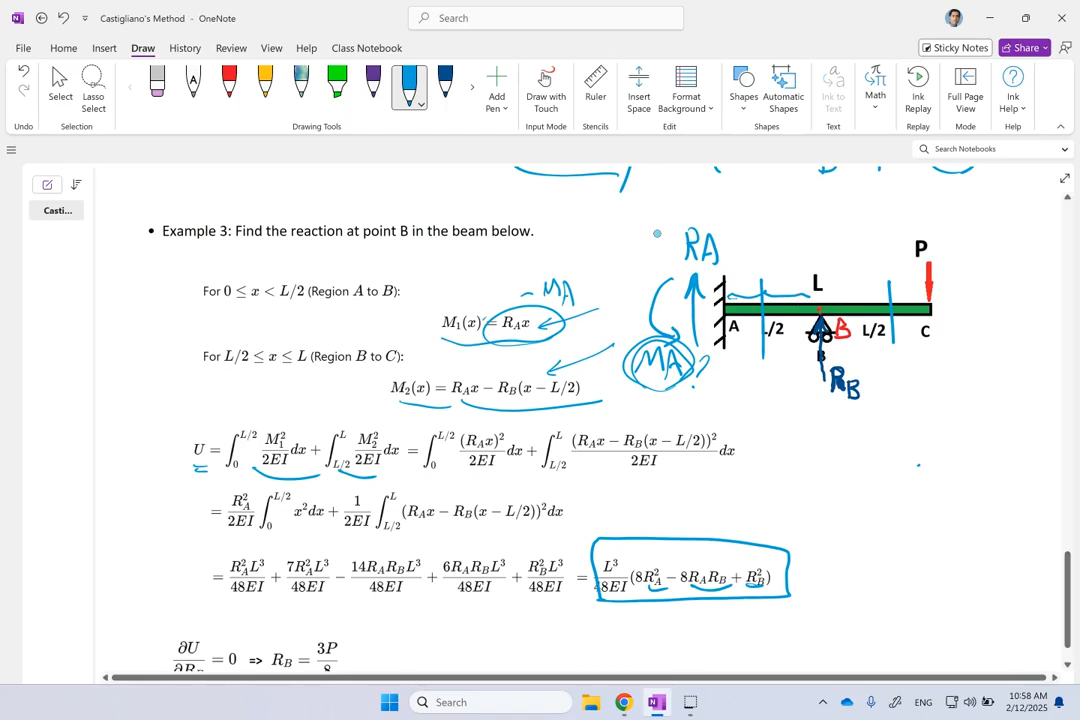 Castigliano's Method - OneNote
Search
File Home Insert Draw History Review View Help Class Notebook
Sticky Notes
Share
Undo
Select
Lasso Select
Selection
A
Drawing Tools
Add Pen
Draw with Touch
Input Mode
Ruler
Stencils
Insert Space
Format Background
Edit
Shapes
Automatic Shapes
Shapes
Ink to Text
Text
Math
Ink Replay
Replay
Full Page View
Mode
Ink Help
Help
Search Notebooks
Casti...
• Example 3: Find the reaction at point B in the beam below.
RA
P
L
For 0 ≤ x < L/2 (Region A to B):
- MA
M₁(x) = R_A x
A L/2 B L/2 C
B
For L/2 ≤ x ≤ L (Region B to C):
MA ?
R_B
M₂(x) = R_A x − R_B(x − L/2)
U = ∫₀^{L/2} M₁²/2EI dx + ∫_{L/2}^{L} M₂²/2EI dx = ∫₀^{L/2} (R_A x)²/2EI dx + ∫_{L/2}^{L} (R_A x − R_B(x − L/2))²/2EI dx
= R_A²/2EI ∫₀^{L/2} x² dx + 1/2EI ∫_{L/2}^{L} (R_A x − R_B(x − L/2))² dx
= R_A² L³/48EI + 7R_A² L³/48EI − 14R_A R_B L³/48EI + 6R_A R_B L³/48EI + R_B² L³/48EI = L³/48EI (8R_A² − 8R_A R_B + R_B²)
∂U/∂R_B = 0 => R_B = 3P/8
Search
ENG
10:58 AM
2/12/2025